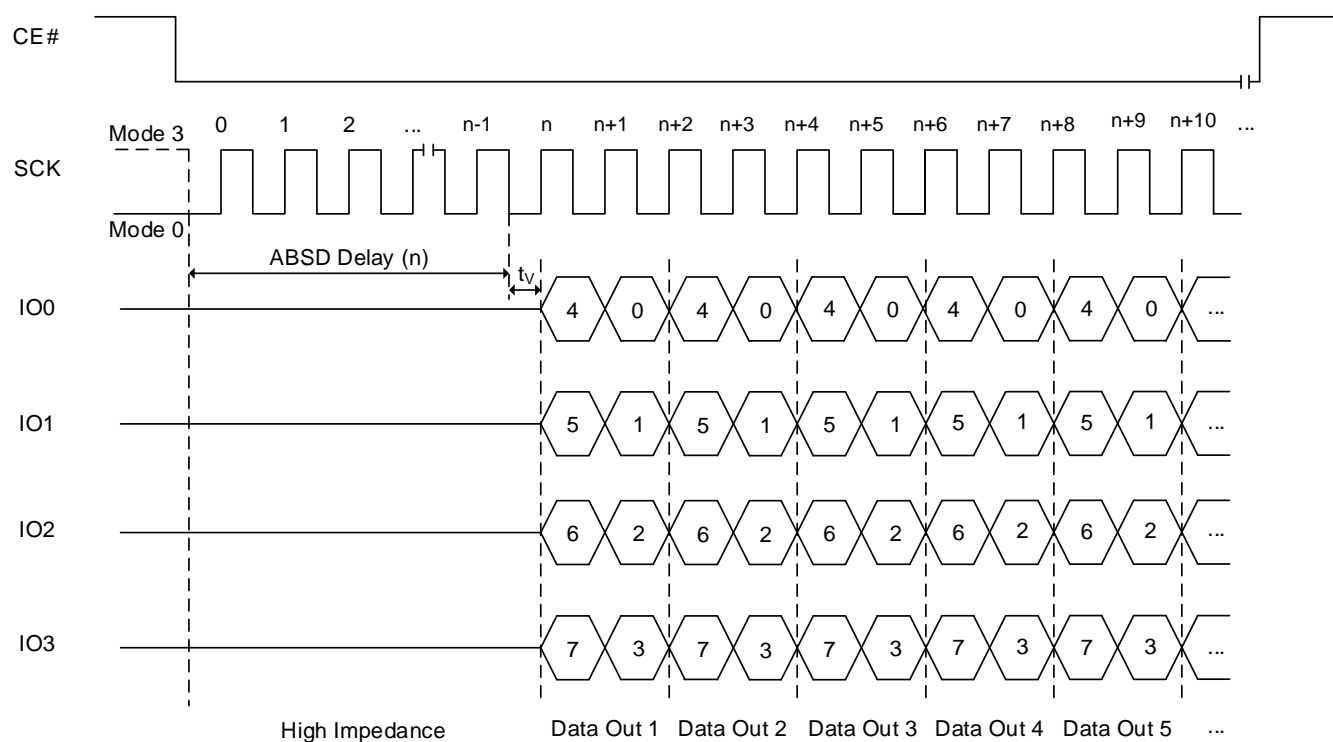 CE#
0 1 2 ... n-1 n n+1 n+2 n+3 n+4 n+5 n+6 n+7 n+8 n+9 n+10 ...
Mode 3
SCK
Mode 0
ABSD Delay (n)
tV
IO0 4 0 4 0 4 0 4 0 4 0 ...
IO1 5 1 5 1 5 1 5 1 5 1 ...
IO2 6 2 6 2 6 2 6 2 6 2 ...
IO3 7 3 7 3 7 3 7 3 7 3 ...
High Impedance Data Out 1 Data Out 2 Data Out 3 Data Out 4 Data Out 5 ...